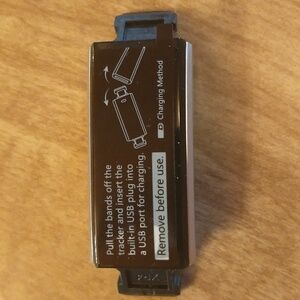 Charging Method
Pull the bands off the
tracker and insert the
built-in USB plug into
a USB port for charging.
Remove before use.